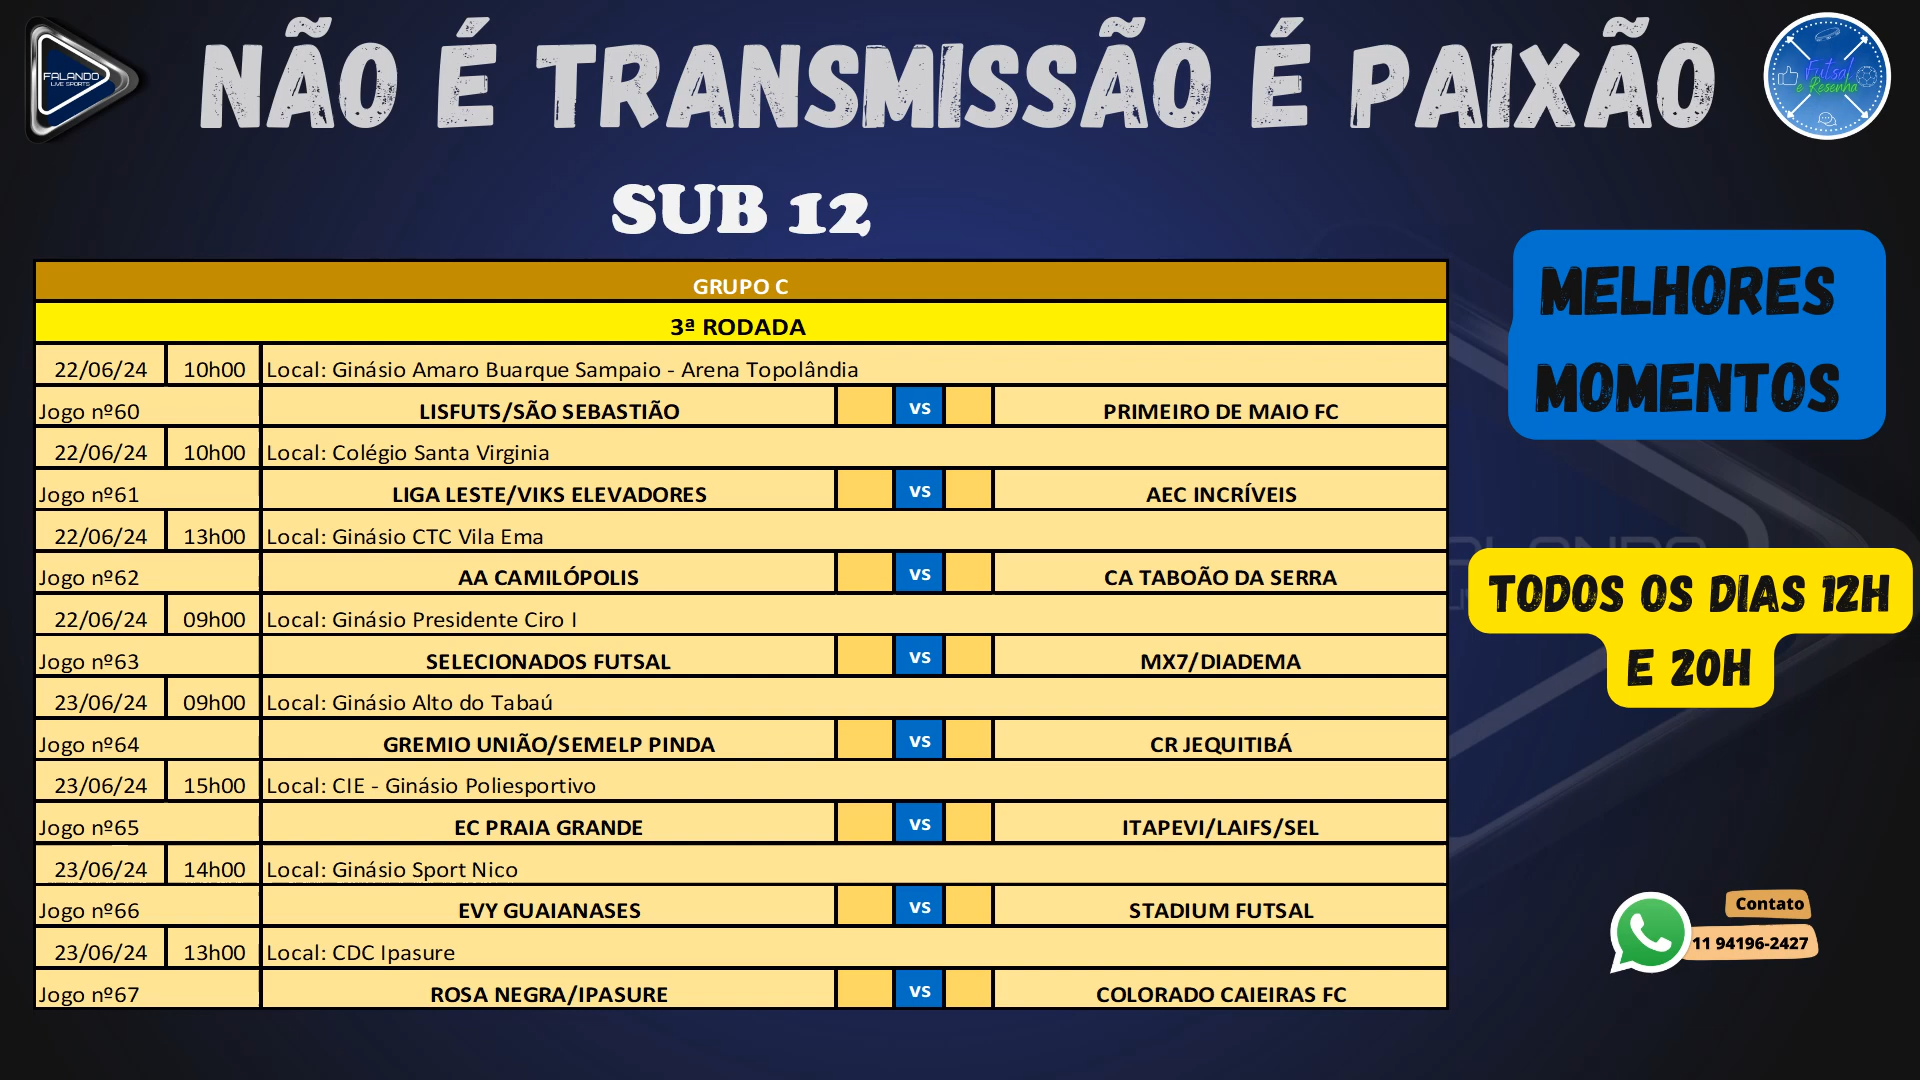 FALANDO
LIVE SPORTS
NÃO É TRANSMISSÃO É PAIXÃO
Futsal
e Resenha
SUB 12
GRUPO C
3ª RODADA
22/06/24 10h00 Local: Ginásio Amaro Buarque Sampaio - Arena Topolândia
Jogo nº60 LISFUTS/SÃO SEBASTIÃO vs PRIMEIRO DE MAIO FC
22/06/24 10h00 Local: Colégio Santa Virginia
Jogo nº61 LIGA LESTE/VIKS ELEVADORES vs AEC INCRÍVEIS
22/06/24 13h00 Local: Ginásio CTC Vila Ema
Jogo nº62 AA CAMILÓPOLIS vs CA TABOÃO DA SERRA
22/06/24 09h00 Local: Ginásio Presidente Ciro I
Jogo nº63 SELECIONADOS FUTSAL vs MX7/DIADEMA
23/06/24 09h00 Local: Ginásio Alto do Tabaú
Jogo nº64 GREMIO UNIÃO/SEMELP PINDA vs CR JEQUITIBÁ
23/06/24 15h00 Local: CIE - Ginásio Poliesportivo
Jogo nº65 EC PRAIA GRANDE vs ITAPEVI/LAIFS/SEL
23/06/24 14h00 Local: Ginásio Sport Nico
Jogo nº66 EVY GUAIANASES vs STADIUM FUTSAL
23/06/24 13h00 Local: CDC Ipasure
Jogo nº67 ROSA NEGRA/IPASURE vs COLORADO CAIEIRAS FC
MELHORES
MOMENTOS
TODOS OS DIAS 12H
E 20H
Contato
11 94196-2427